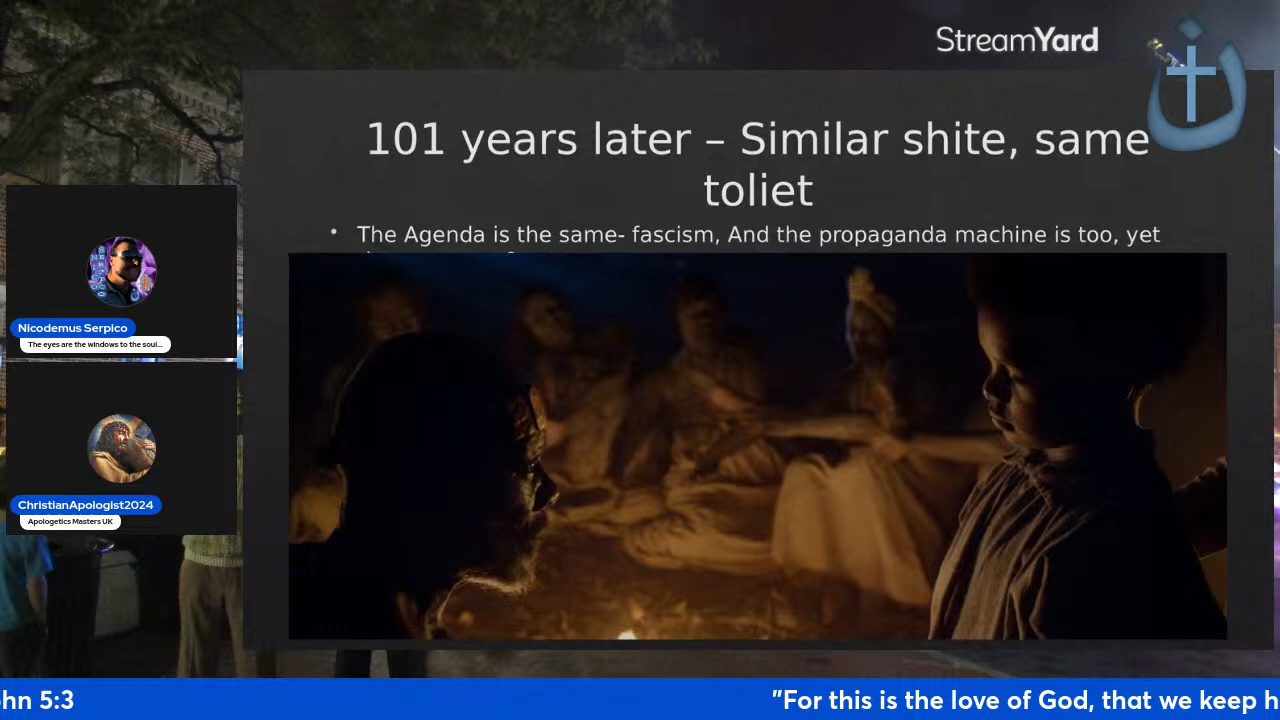 StreamYard
ن
101 years later – Similar shite, same
toliet
The Agenda is the same- fascism, And the propaganda machine is too, yet
Nicodemus Serpico
The eyes are the windows to the soul...
ChristianApologist2024
Apologetics Masters UK
ohn 5:3
"For this is the love of God, that we keep h